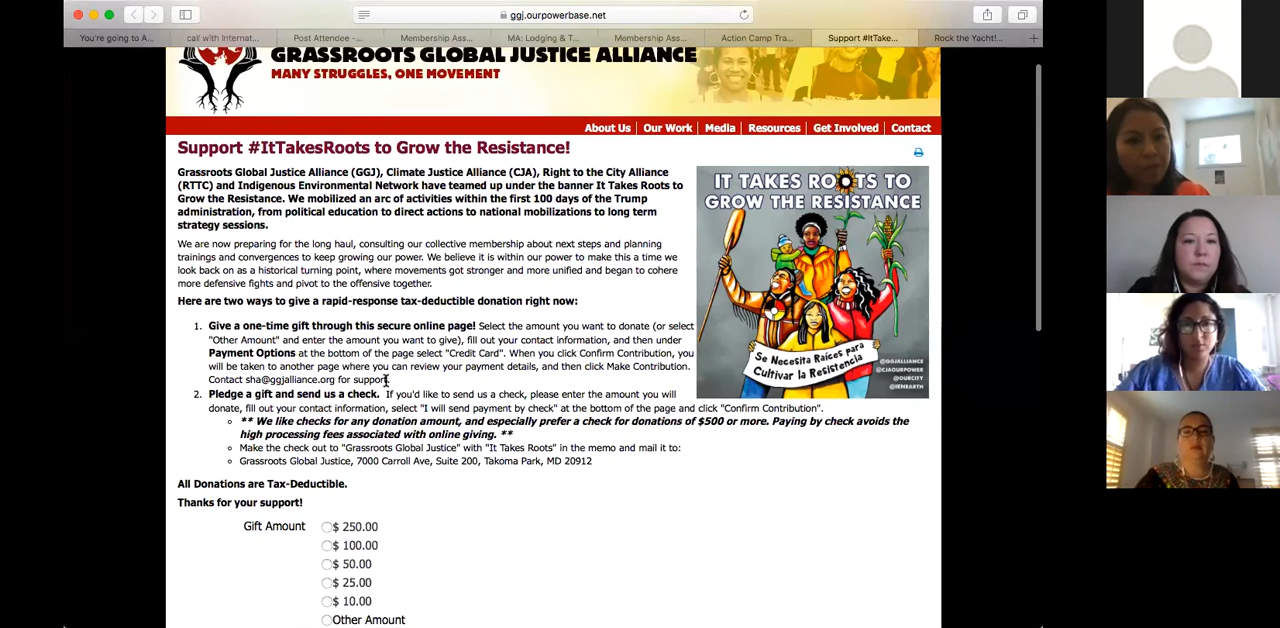 ggj.ourpowerbase.net
You're going to A...
call with Internat...
Post Attendee -...
Membership Ass...
MA: Lodging & T...
Membership Ass...
Action Camp Tra...
Support #ItTake...
Rock the Yacht!...
GRASSROOTS GLOBAL JUSTICE ALLIANCE
MANY STRUGGLES, ONE MOVEMENT
About Us | Our Work | Media | Resources | Get Involved | Contact
Support #ItTakesRoots to Grow the Resistance!
Grassroots Global Justice Alliance (GGJ), Climate Justice Alliance (CJA), Right to the City Alliance
(RTTC) and Indigenous Environmental Network have teamed up under the banner It Takes Roots to
Grow the Resistance. We mobilized an arc of activities within the first 100 days of the Trump
administration, from political education to direct actions to national mobilizations to long term
strategy sessions.
We are now preparing for the long haul, consulting our collective membership about next steps and planning
trainings and convergences to keep growing our power. We believe it is within our power to make this a time we
look back on as a historical turning point, where movements got stronger and more unified and began to cohere
more defensive fights and pivot to the offensive together.
Here are two ways to give a rapid-response tax-deductible donation right now:
1. Give a one-time gift through this secure online page! Select the amount you want to donate (or select
"Other Amount" and enter the amount you want to give), fill out your contact information, and then under
Payment Options at the bottom of the page select "Credit Card". When you click Confirm Contribution, you
will be taken to another page where you can review your payment details, and then click Make Contribution.
Contact sha@ggjalliance.org for support.
2. Pledge a gift and send us a check. If you'd like to send us a check, please enter the amount you will
donate, fill out your contact information, select "I will send payment by check" at the bottom of the page and click "Confirm Contribution".
** We like checks for any donation amount, and especially prefer a check for donations of $500 or more. Paying by check avoids the
high processing fees associated with online giving. **
Make the check out to "Grassroots Global Justice" with "It Takes Roots" in the memo and mail it to:
Grassroots Global Justice, 7000 Carroll Ave, Suite 200, Takoma Park, MD 20912
IT TAKES ROOTS TO
GROW THE RESISTANCE
Se Necesita Raíces para
Cultivar la Resistencia
@GGJALLIANCE
@CJAOURPOWER
@OURCITY
@IENEARTH
All Donations are Tax-Deductible.
Thanks for your support!
Gift Amount
$ 250.00
$ 100.00
$ 50.00
$ 25.00
$ 10.00
Other Amount